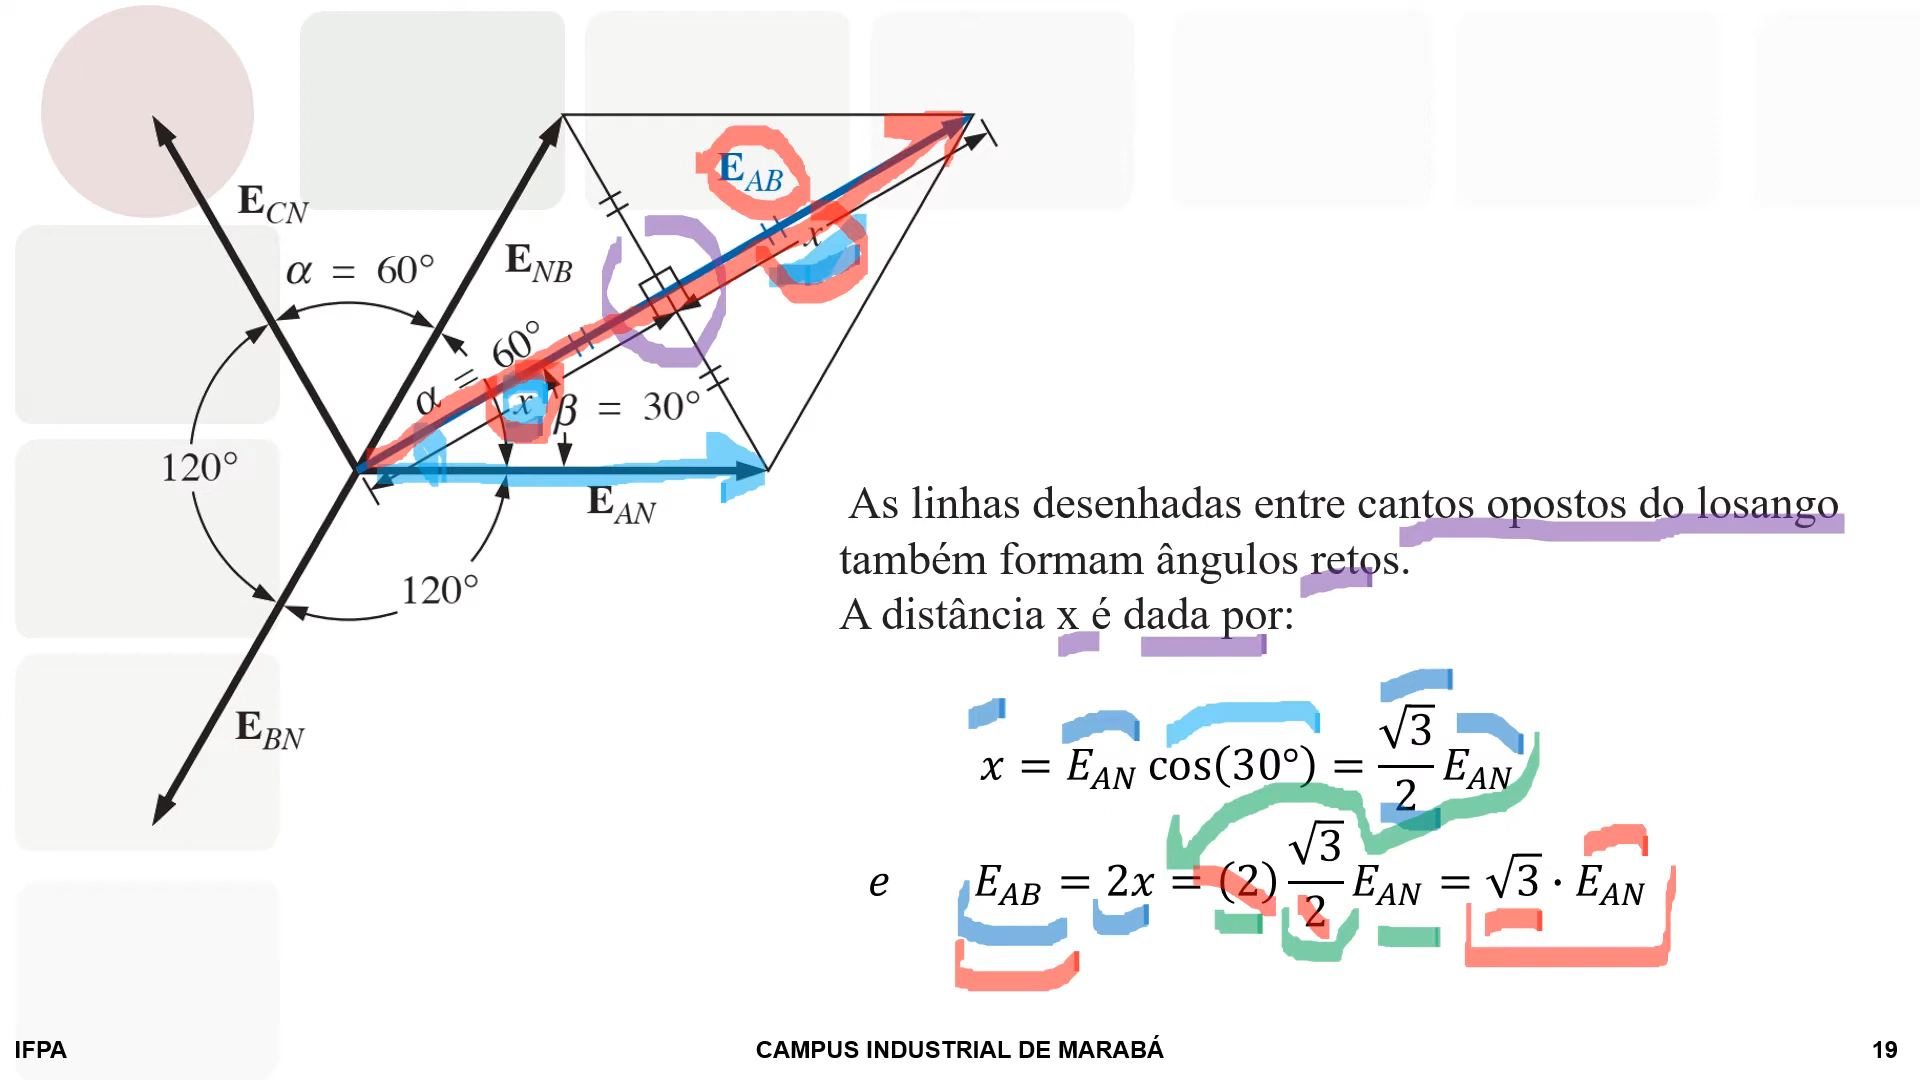 E_CN
α = 60°
E_NB
E_AB
x
α = 60°
x
β = 30°
120°
E_AN
120°
E_BN
As linhas desenhadas entre cantos opostos do losango
também formam ângulos retos.
A distância x é dada por:
x = E_AN cos(30°) = √3/2 E_AN
e E_AB = 2x = (2) √3/2 E_AN = √3 · E_AN
IFPA
CAMPUS INDUSTRIAL DE MARABÁ
19